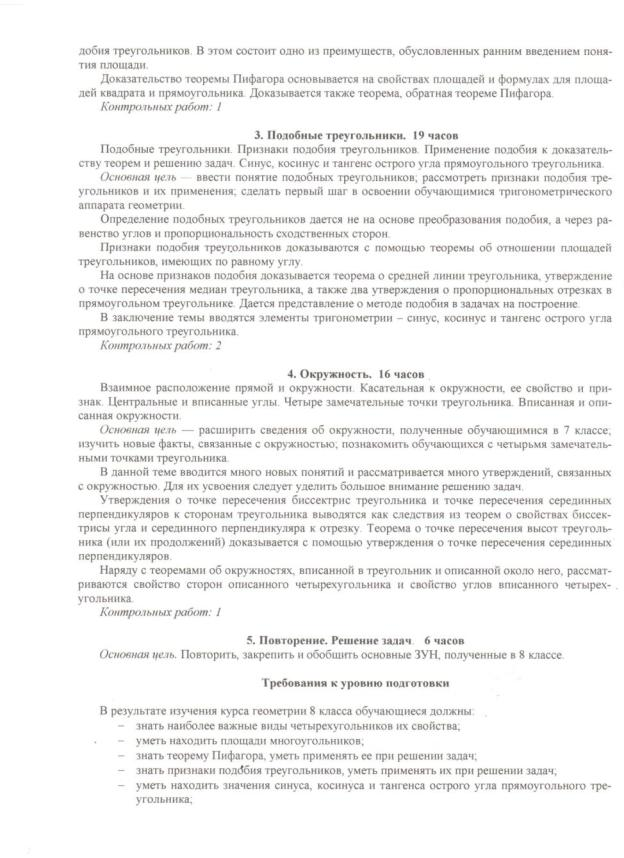 добия треугольников. В этом состоит одно из преимуществ, обусловленных ранним введением поня-
тия площади.
Доказательство теоремы Пифагора основывается на свойствах площадей и формулах для площа-
дей квадрата и прямоугольника. Доказывается также теорема, обратная теореме Пифагора.
Контрольных работ: 1
3. Подобные треугольники. 19 часов
Подобные треугольники. Признаки подобия треугольников. Применение подобия к доказатель-
ству теорем и решению задач. Синус, косинус и тангенс острого угла прямоугольного треугольника.
Основная цель — ввести понятие подобных треугольников; рассмотреть признаки подобия тре-
угольников и их применения; сделать первый шаг в освоении обучающимися тригонометрического
аппарата геометрии.
Определение подобных треугольников дается не на основе преобразования подобия, а через ра-
венство углов и пропорциональность сходственных сторон.
Признаки подобия треугольников доказываются с помощью теоремы об отношении площадей
треугольников, имеющих по равному углу.
На основе признаков подобия доказывается теорема о средней линии треугольника, утверждение
о точке пересечения медиан треугольника, а также два утверждения о пропорциональных отрезках в
прямоугольном треугольнике. Дается представление о методе подобия в задачах на построение.
В заключение темы вводятся элементы тригонометрии – синус, косинус и тангенс острого угла
прямоугольного треугольника.
Контрольных работ: 2
4. Окружность. 16 часов
Взаимное расположение прямой и окружности. Касательная к окружности, ее свойство и при-
знак. Центральные и вписанные углы. Четыре замечательные точки треугольника. Вписанная и опи-
санная окружности.
Основная цель — расширить сведения об окружности, полученные обучающимися в 7 классе;
изучить новые факты, связанные с окружностью; познакомить обучающихся с четырьмя замечатель-
ными точками треугольника.
В данной теме вводится много новых понятий и рассматривается много утверждений, связанных
с окружностью. Для их усвоения следует уделить большое внимание решению задач.
Утверждения о точке пересечения биссектрис треугольника и точке пересечения серединных
перпендикуляров к сторонам треугольника выводятся как следствия из теорем о свойствах биссек-
трисы угла и серединного перпендикуляра к отрезку. Теорема о точке пересечения высот треуголь-
ника (или их продолжений) доказывается с помощью утверждения о точке пересечения серединных
перпендикуляров.
Наряду с теоремами об окружностях, вписанной в треугольник и описанной около него, рассмат-
риваются свойство сторон описанного четырехугольника и свойство углов вписанного четырех-
угольника.
Контрольных работ: 1
5. Повторение. Решение задач. 6 часов
Основная цель. Повторить, закрепить и обобщить основные ЗУН, полученные в 8 классе.
Требования к уровню подготовки
В результате изучения курса геометрии 8 класса обучающиеся должны:
– знать наиболее важные виды четырехугольников их свойства;
– уметь находить площади многоугольников;
– знать теорему Пифагора, уметь применять ее при решении задач;
– знать признаки подобия треугольников, уметь применять их при решении задач;
– уметь находить значения синуса, косинуса и тангенса острого угла прямоугольного тре-
угольника;